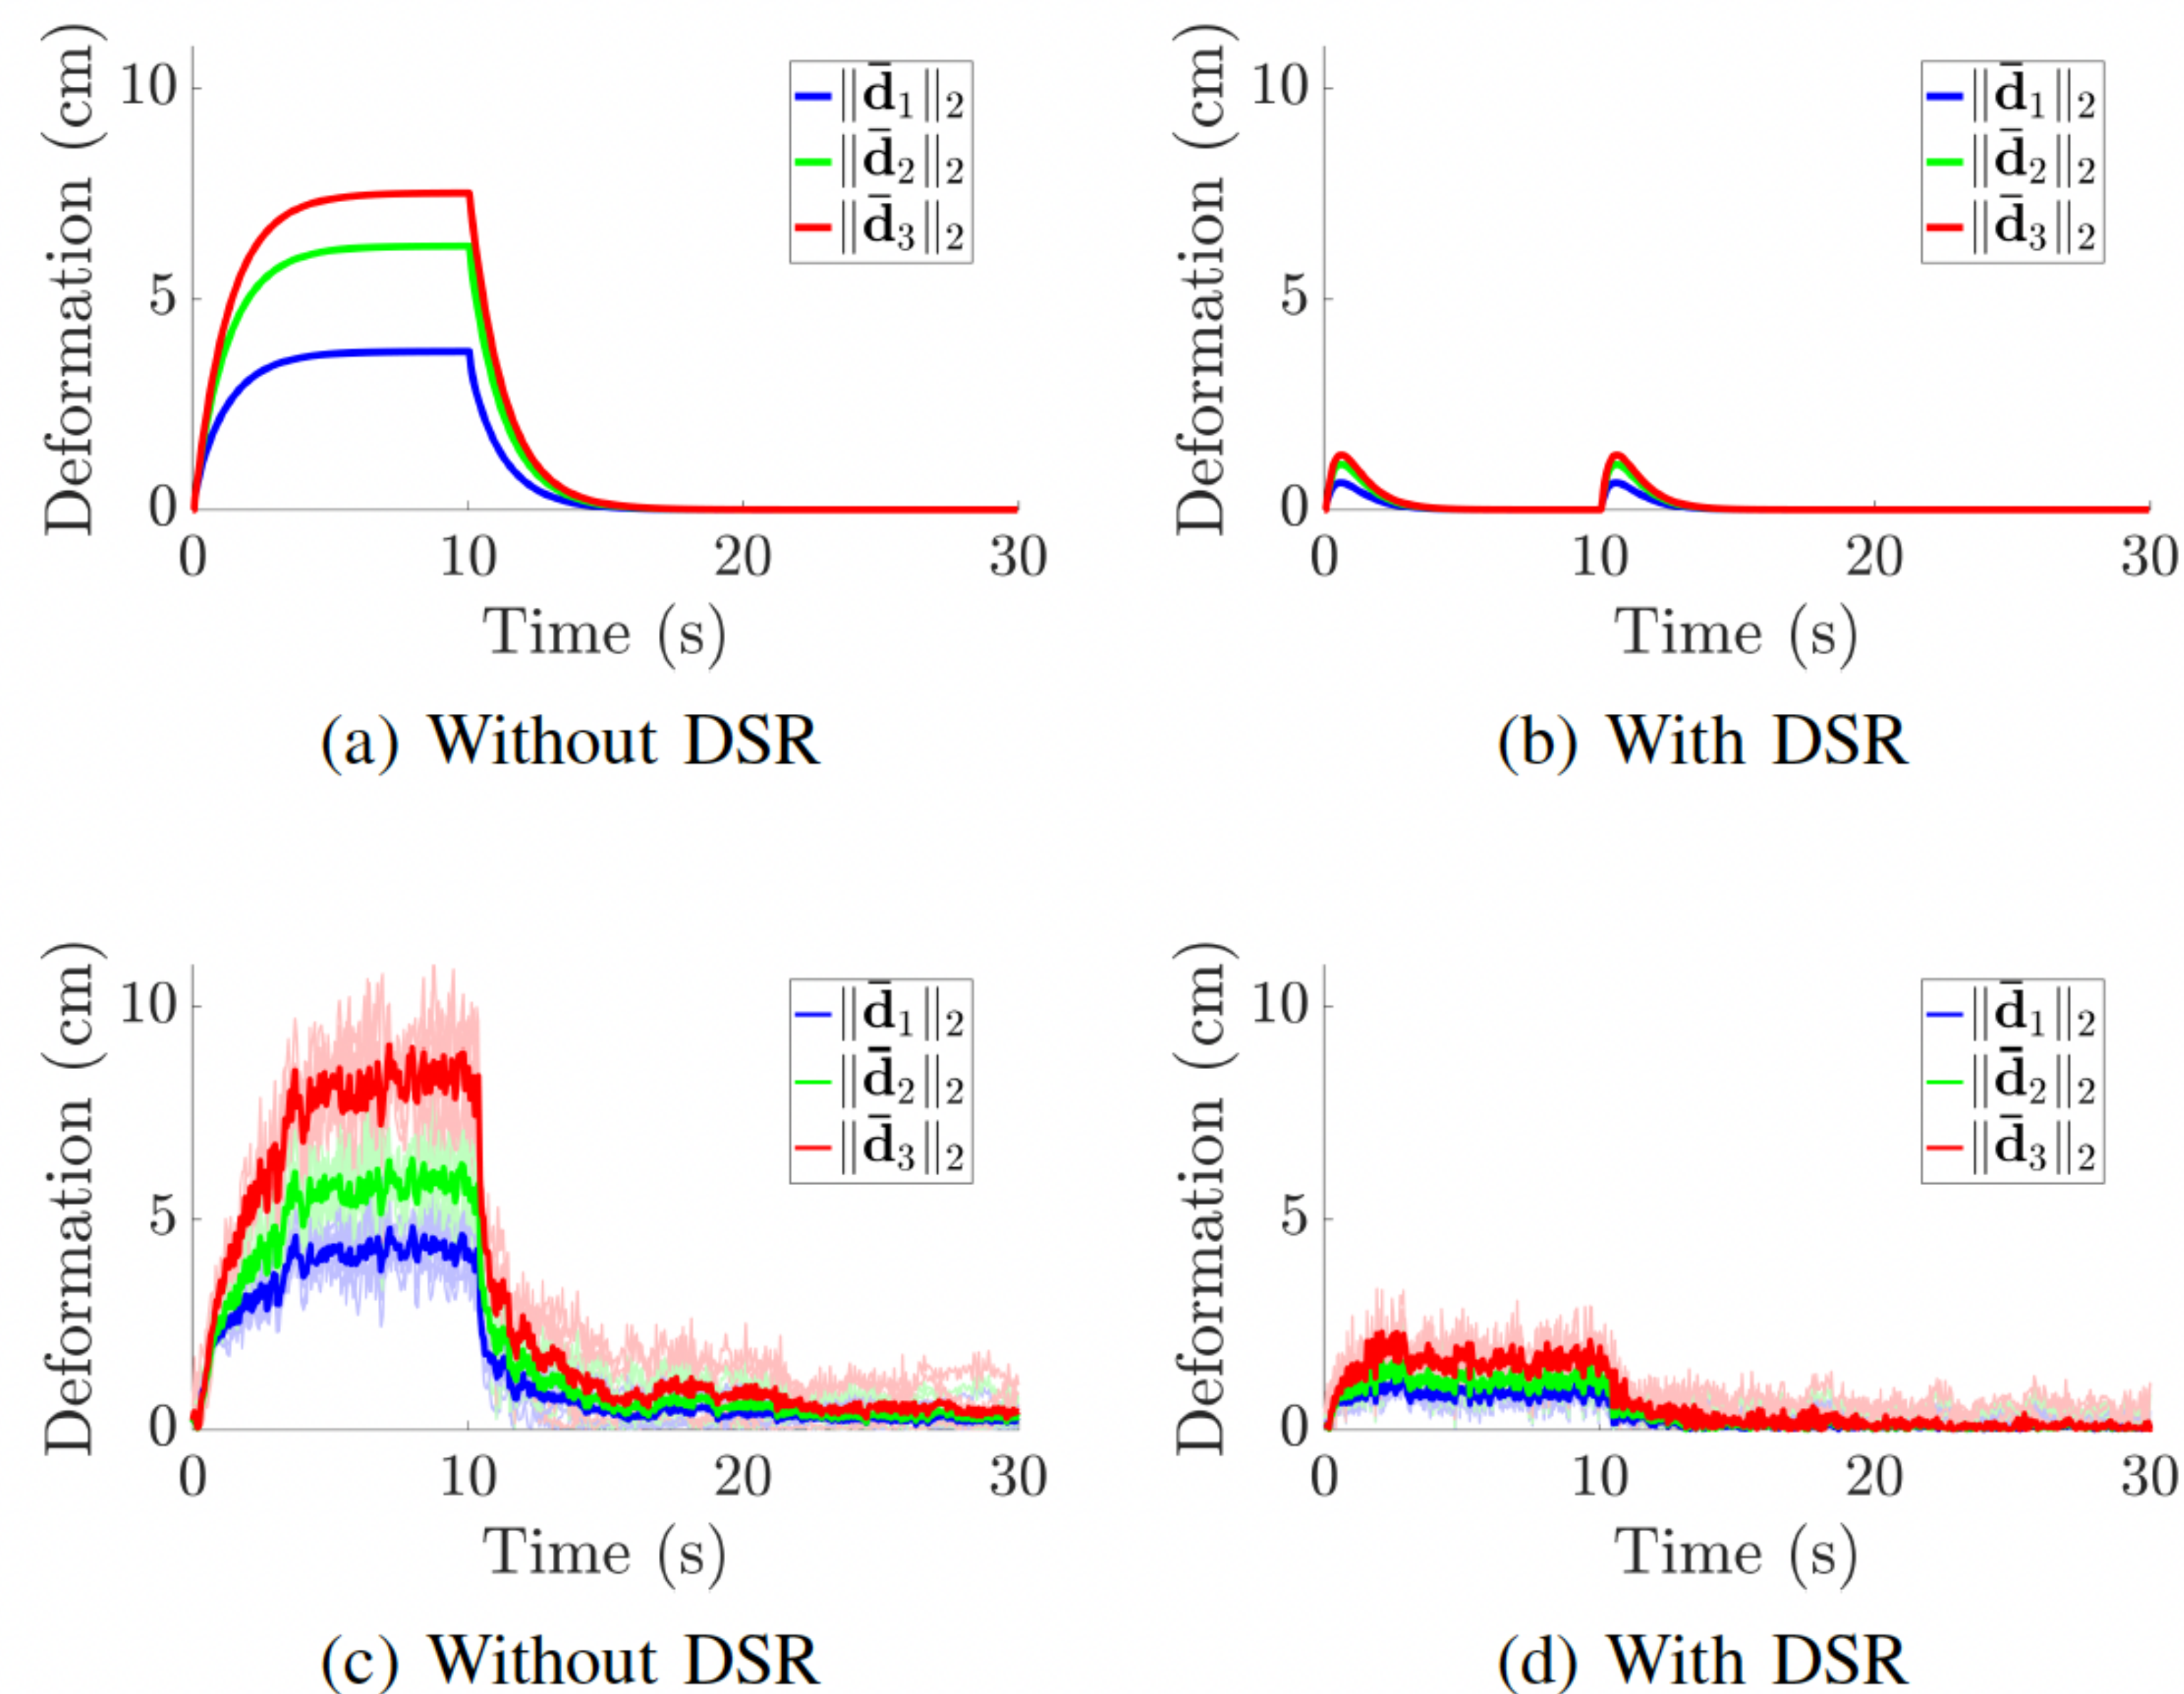 Deformation (cm)
10
5
0
0 10 20 30
Time (s)
||d̄₁||₂
||d̄₂||₂
||d̄₃||₂
(a) Without DSR
Deformation (cm)
10
5
0
0 10 20 30
Time (s)
||d̄₁||₂
||d̄₂||₂
||d̄₃||₂
(b) With DSR
Deformation (cm)
10
5
0
0 10 20 30
Time (s)
||d̄₁||₂
||d̄₂||₂
||d̄₃||₂
(c) Without DSR
Deformation (cm)
10
5
0
0 10 20 30
Time (s)
||d̄₁||₂
||d̄₂||₂
||d̄₃||₂
(d) With DSR